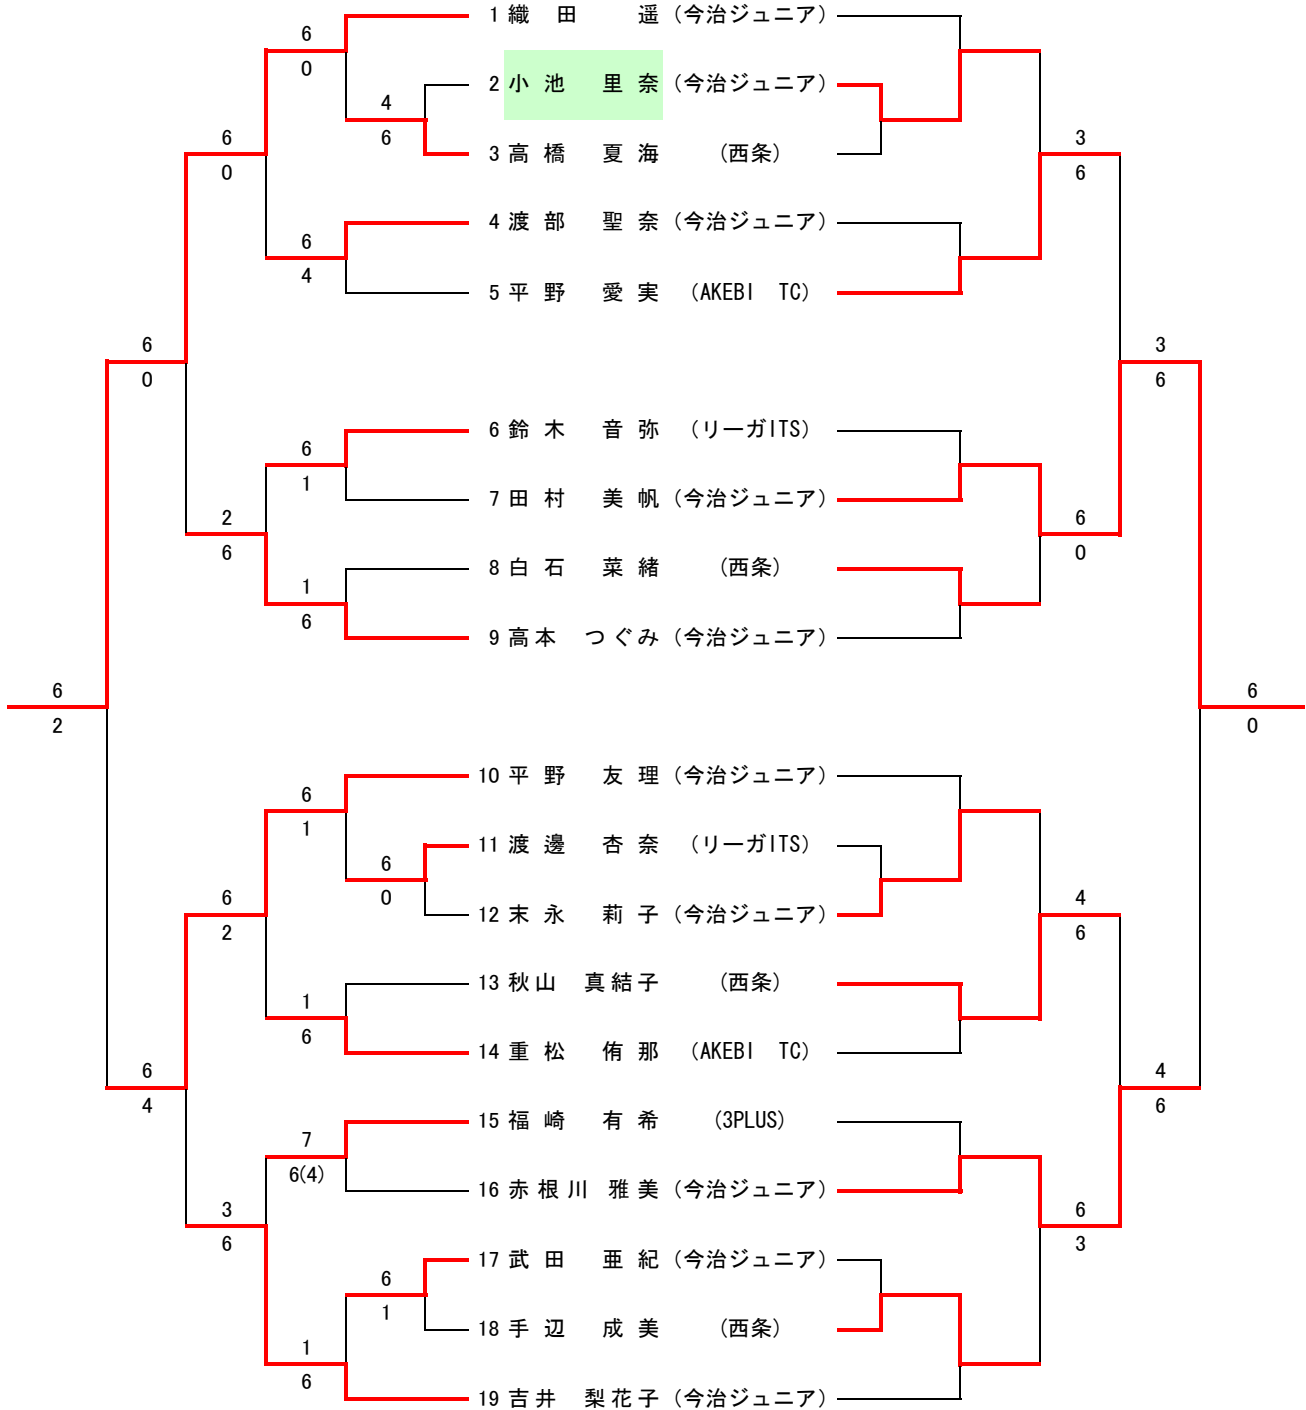 1 織田 遥 (今治ジュニア)
6
0
2 小池 里奈 (今治ジュニア)
4
6
6
0
3
6
3 高橋 夏海 (西条)
4 渡部 聖奈 (今治ジュニア)
6
4
5 平野 愛実 (AKEBI TC)
6
0
3
6
6 鈴木 音弥 (リーガITS)
6
1
7 田村 美帆 (今治ジュニア)
2
6
6
0
8 白石 菜緒 (西条)
1
6
9 高本 つぐみ (今治ジュニア)
6
2
6
0
10 平野 友理 (今治ジュニア)
6
1
11 渡邊 杏奈 (リーガITS)
6
0
12 末永 莉子 (今治ジュニア)
6
2
4
6
13 秋山 真結子 (西条)
1
6
14 重松 侑那 (AKEBI TC)
6
4
4
6
15 福崎 有希 (3PLUS)
7
6(4)
16 赤根川 雅美 (今治ジュニア)
3
6
6
3
17 武田 亜紀 (今治ジュニア)
6
1
18 手辺 成美 (西条)
1
6
19 吉井 梨花子 (今治ジュニア)